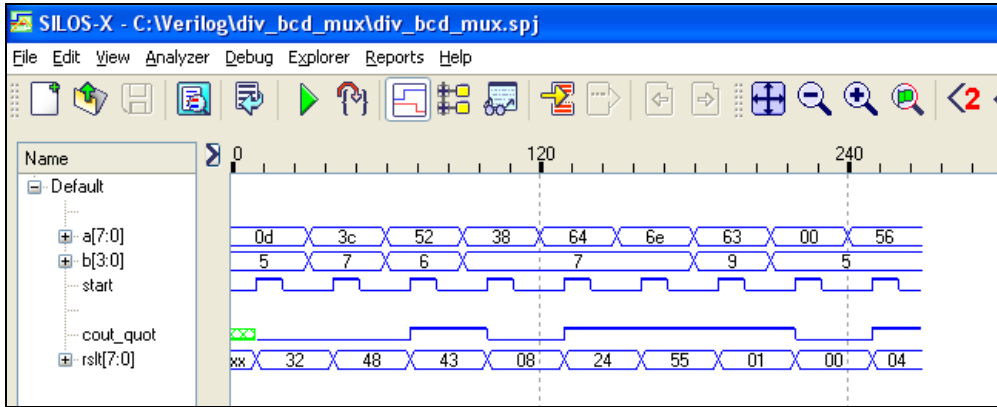 SILOS-X - C:\Verilog\div_bcd_mux\div_bcd_mux.spj
File Edit View Analyzer Debug Explorer Reports Help
2
Name 0 120 240
Default
a[7:0] 0d 3c 52 38 64 6e 63 00 56
b[3:0] 5 7 6 7 9 5
start
cout_quot
rslt[7:0] xx 32 48 43 08 24 55 01 00 04